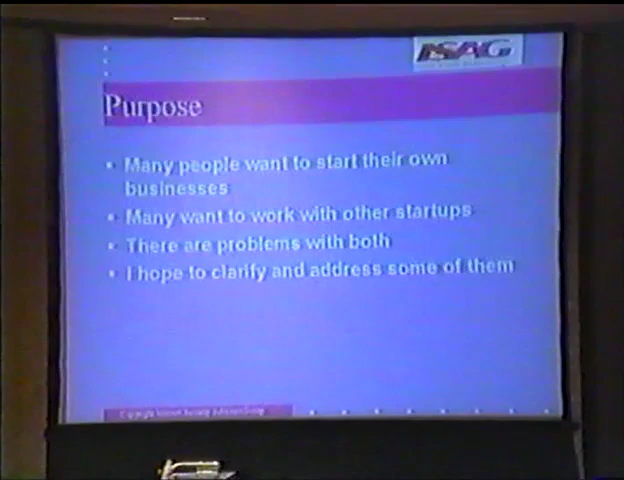 Purpose
Many people want to start their own
businesses
Many want to work with other startups
There are problems with both
I hope to clarify and address some of them